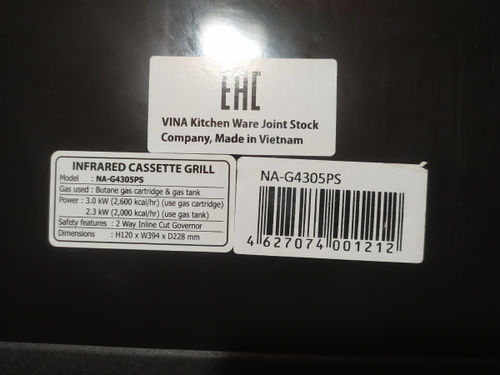 EAC
VINA Kitchen Ware Joint Stock
Company, Made in Vietnam
INFRARED CASSETTE GRILL
Model : NA-G4305PS
Gas used : Butane gas cartridge & gas tank
Power : 3.0 kW (2,600 kcal/hr) (use gas cartridge)
2.3 kW (2,000 kcal/hr) (use gas tank)
Safety features : 2 Way Inline Cut Governor
Dimensions : H120 x W394 x D228 mm
NA-G4305PS
4 627074 001212